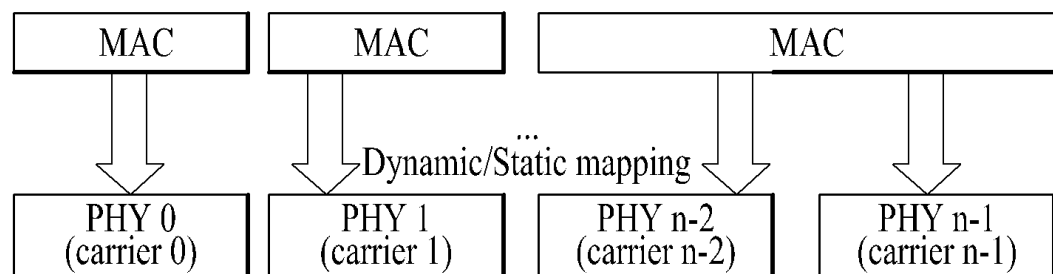 MAC
MAC
MAC
...
Dynamic/Static mapping
PHY 0
(carrier 0)
PHY 1
(carrier 1)
PHY n-2
(carrier n-2)
PHY n-1
(carrier n-1)